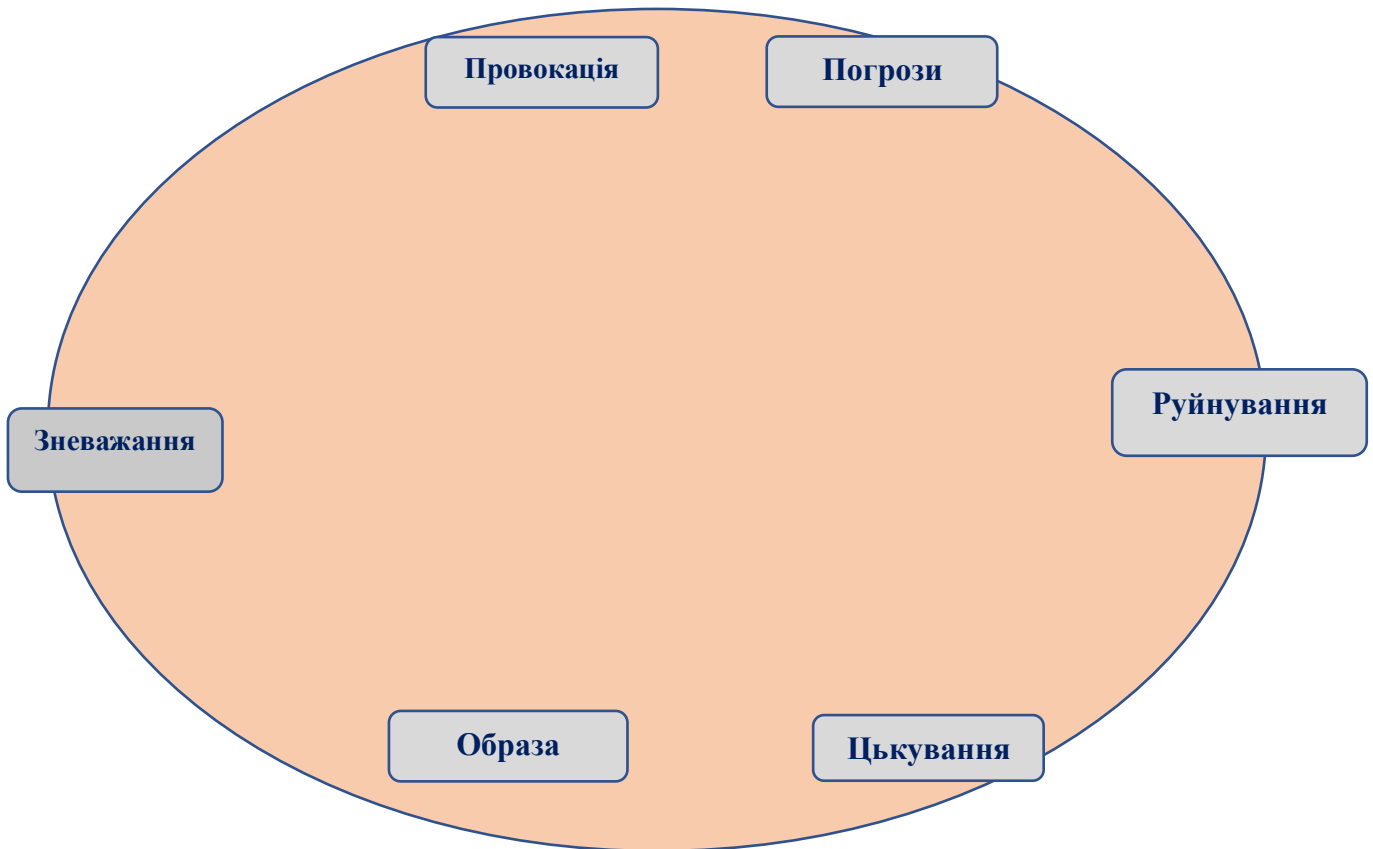 Провокація
Погрози
Руйнування
Зневажання
Образа
Цькування